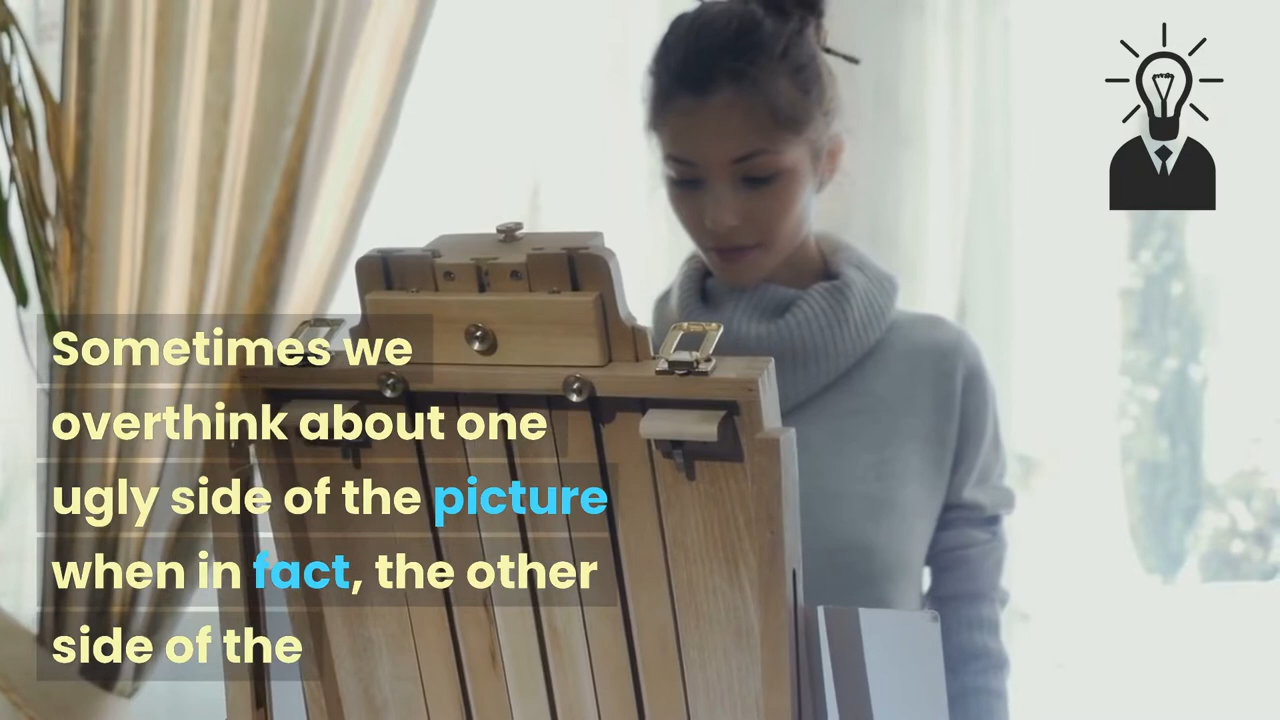 Sometimes we
overthink about one
ugly side of the picture
when in fact, the other
side of the